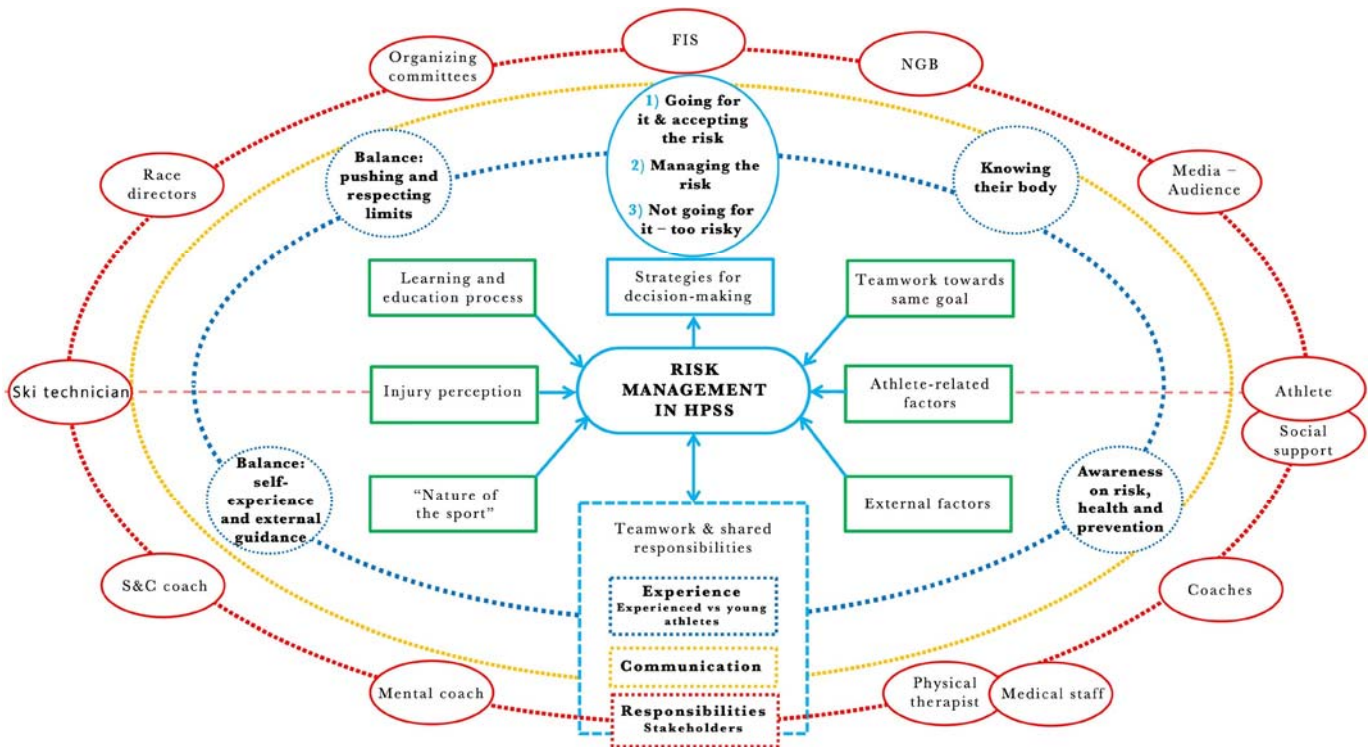 FIS
Organizing
committees
NGB
1) Going for
it & accepting
the risk
2) Managing the
risk
3) Not going for
it – too risky
Balance:
pushing and
respecting
limits
Knowing
their body
Race
directors
Media –
Audience
Learning and
education process
Strategies for
decision-making
Teamwork towards
same goal
Ski technician
Injury perception
RISK
MANAGEMENT
IN HPSS
Athlete-related
factors
Athlete
Social
support
Balance:
self-
experience
and external
guidance
"Nature of
the sport"
External factors
Awareness on
risk,
health and
prevention
Teamwork & shared
responsibilities
S&C coach
Experience
Experienced vs young
athletes
Coaches
Communication
Mental coach
Responsibilities
Stakeholders
Physical
therapist
Medical staff